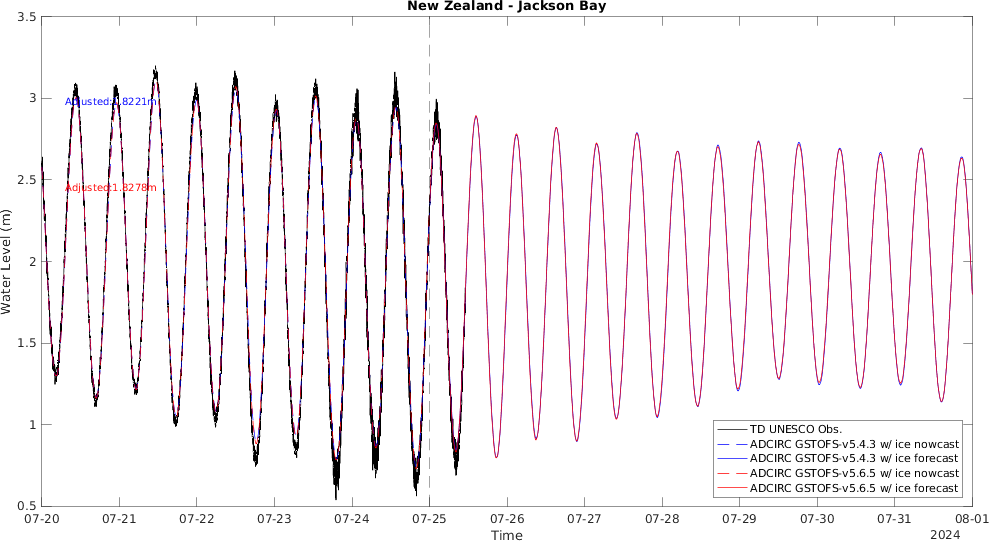 New Zealand - Jackson Bay
3.5
3
2.5
2
1.5
1
0.5
Water Level (m)
Adjusted:1.8221m
Adjusted:1.8278m
TD UNESCO Obs.
ADCIRC GSTOFS-v5.4.3 w/ ice nowcast
ADCIRC GSTOFS-v5.4.3 w/ ice forecast
ADCIRC GSTOFS-v5.6.5 w/ ice nowcast
ADCIRC GSTOFS-v5.6.5 w/ ice forecast
07-20 07-21 07-22 07-23 07-24 07-25 07-26 07-27 07-28 07-29 07-30 07-31 08-01
Time
2024